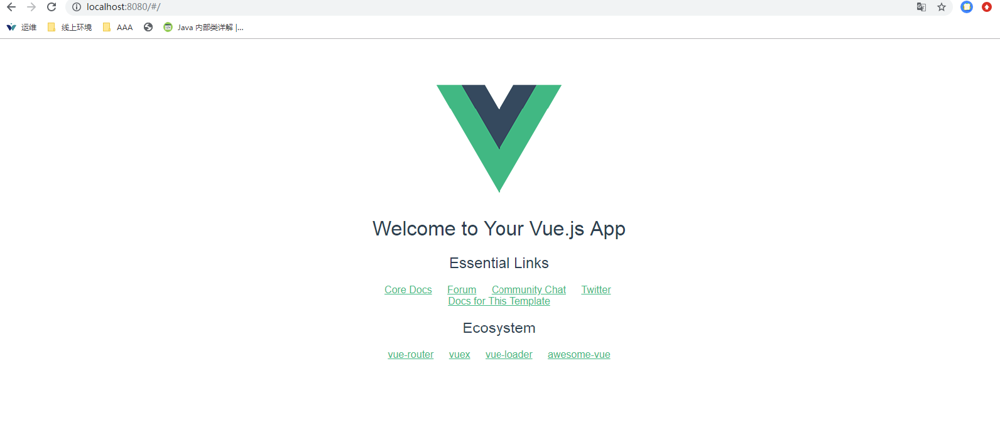 localhost:8080/#/
运维 线上环境 AAA Java 内部类详解 |...
Welcome to Your Vue.js App
Essential Links
Core Docs Forum Community Chat Twitter
Docs for This Template
Ecosystem
vue-router vuex vue-loader awesome-vue